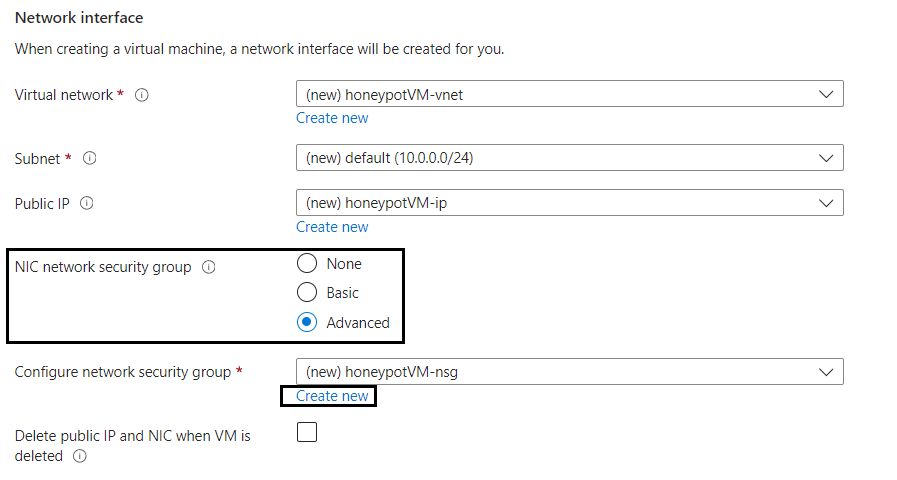 Network interface
When creating a virtual machine, a network interface will be created for you.
Virtual network *
(new) honeypotVM-vnet
Create new
Subnet *
(new) default (10.0.0.0/24)
Public IP
(new) honeypotVM-ip
Create new
NIC network security group
None
Basic
Advanced
Configure network security group *
(new) honeypotVM-nsg
Create new
Delete public IP and NIC when VM is
deleted